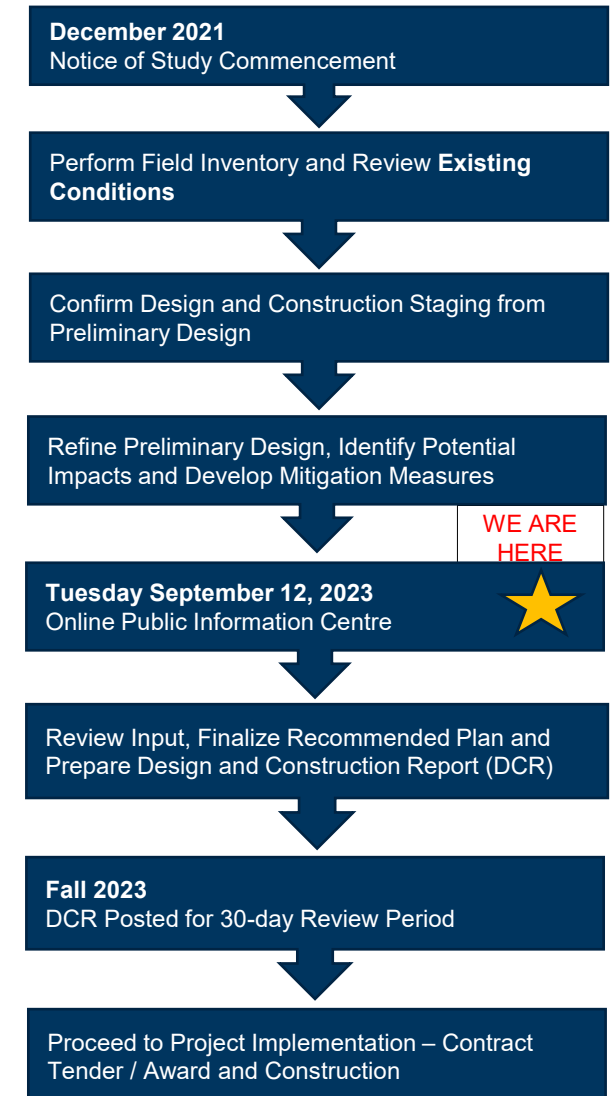 December 2021
Notice of Study Commencement
Perform Field Inventory and Review Existing
Conditions
Confirm Design and Construction Staging from
Preliminary Design
Refine Preliminary Design, Identify Potential
Impacts and Develop Mitigation Measures
WE ARE
HERE
Tuesday September 12, 2023
Online Public Information Centre
Review Input, Finalize Recommended Plan and
Prepare Design and Construction Report (DCR)
Fall 2023
DCR Posted for 30-day Review Period
Proceed to Project Implementation – Contract
Tender / Award and Construction